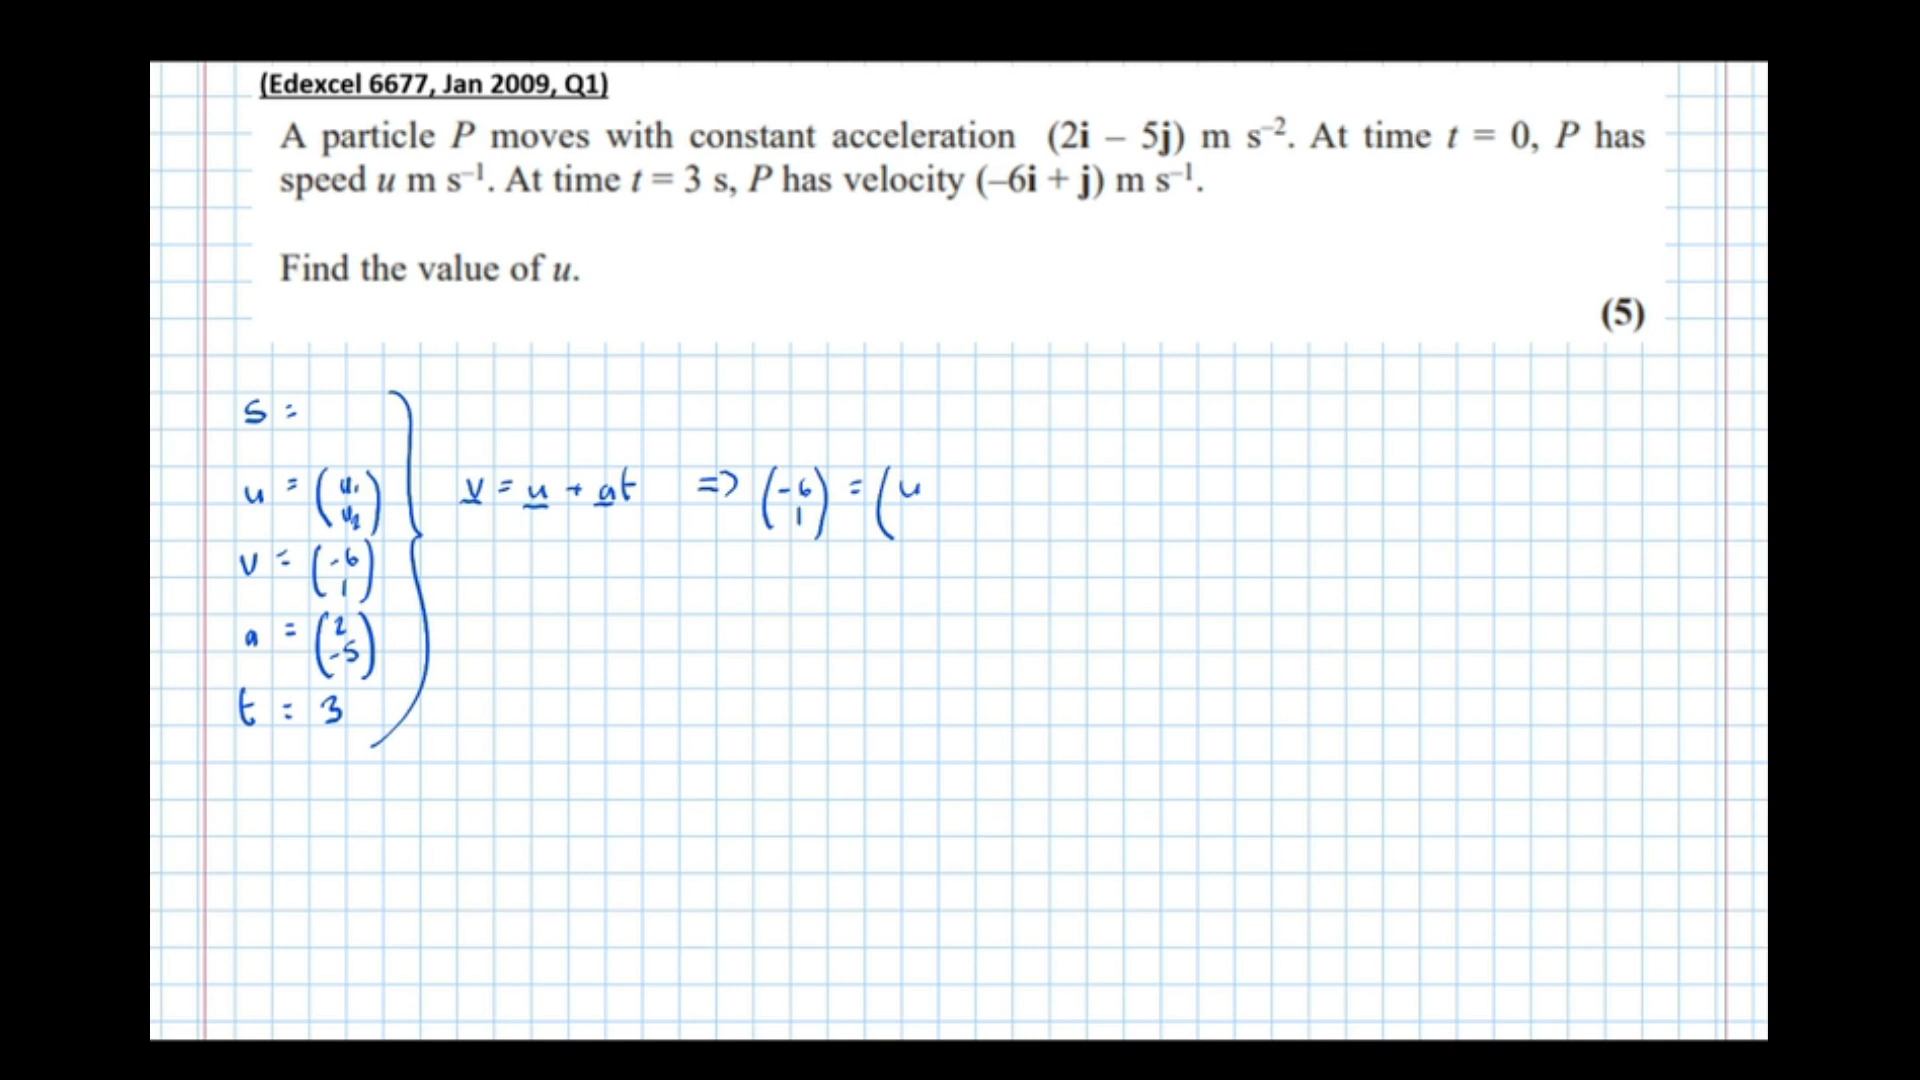 (Edexcel 6677, Jan 2009, Q1)
A particle P moves with constant acceleration (2i – 5j) m s⁻². At time t = 0, P has
speed u m s⁻¹. At time t = 3 s, P has velocity (–6i + j) m s⁻¹.
Find the value of u.
(5)
s =
u = (u₁ u₂) v = u + at => (-6 1) = (u
v = (-6 1)
a = (2 -5)
t = 3